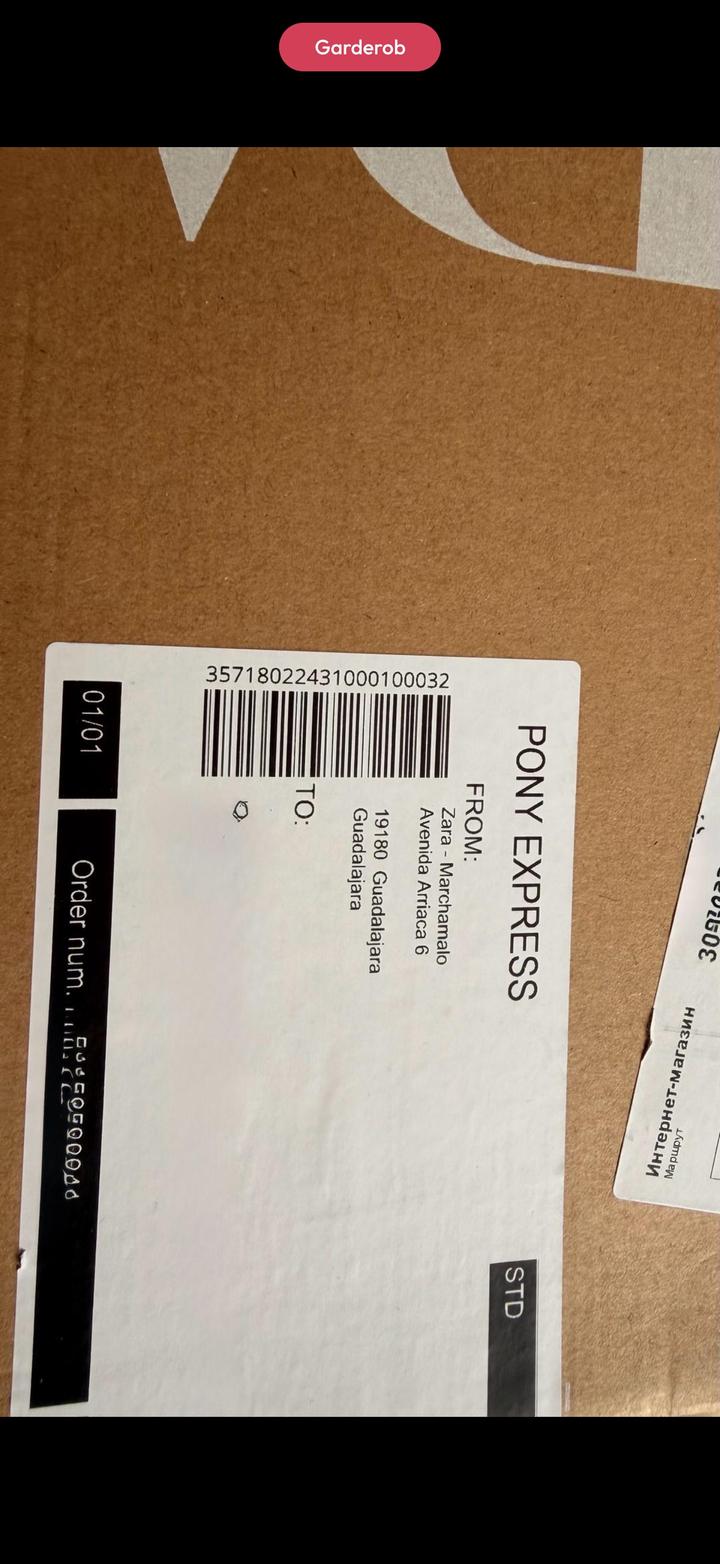 Garderob
PONY EXPRESS
FROM:
Zara - Marchamalo
Avenida Arriaca 6
19180 Guadalajara
Guadalajara
TO:
35718022431000100032
STD
01/01
Order num.
Интернет-магазин
Маршрут